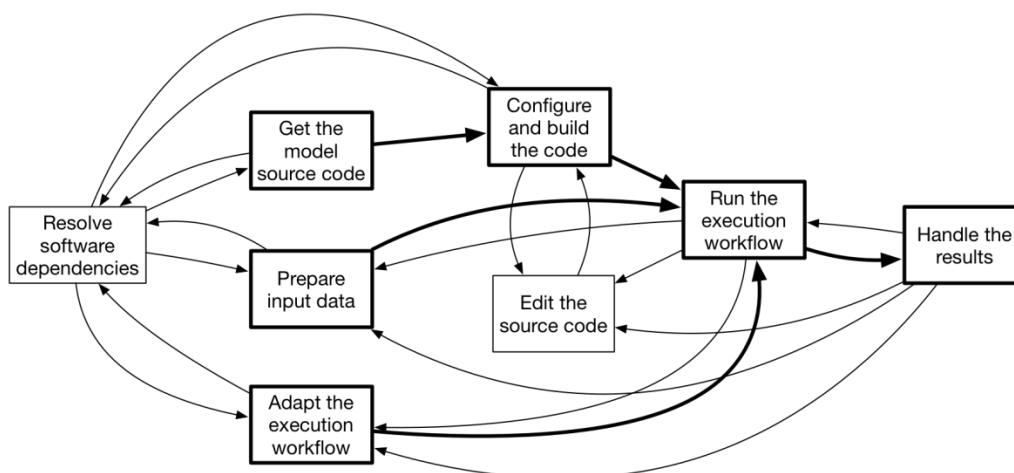 Configure
and build
the code
Get the
model
source code
Run the
execution
workflow
Resolve
software
dependencies
Handle the
results
Prepare
input data
Edit the
source code
Adapt the
execution
workflow